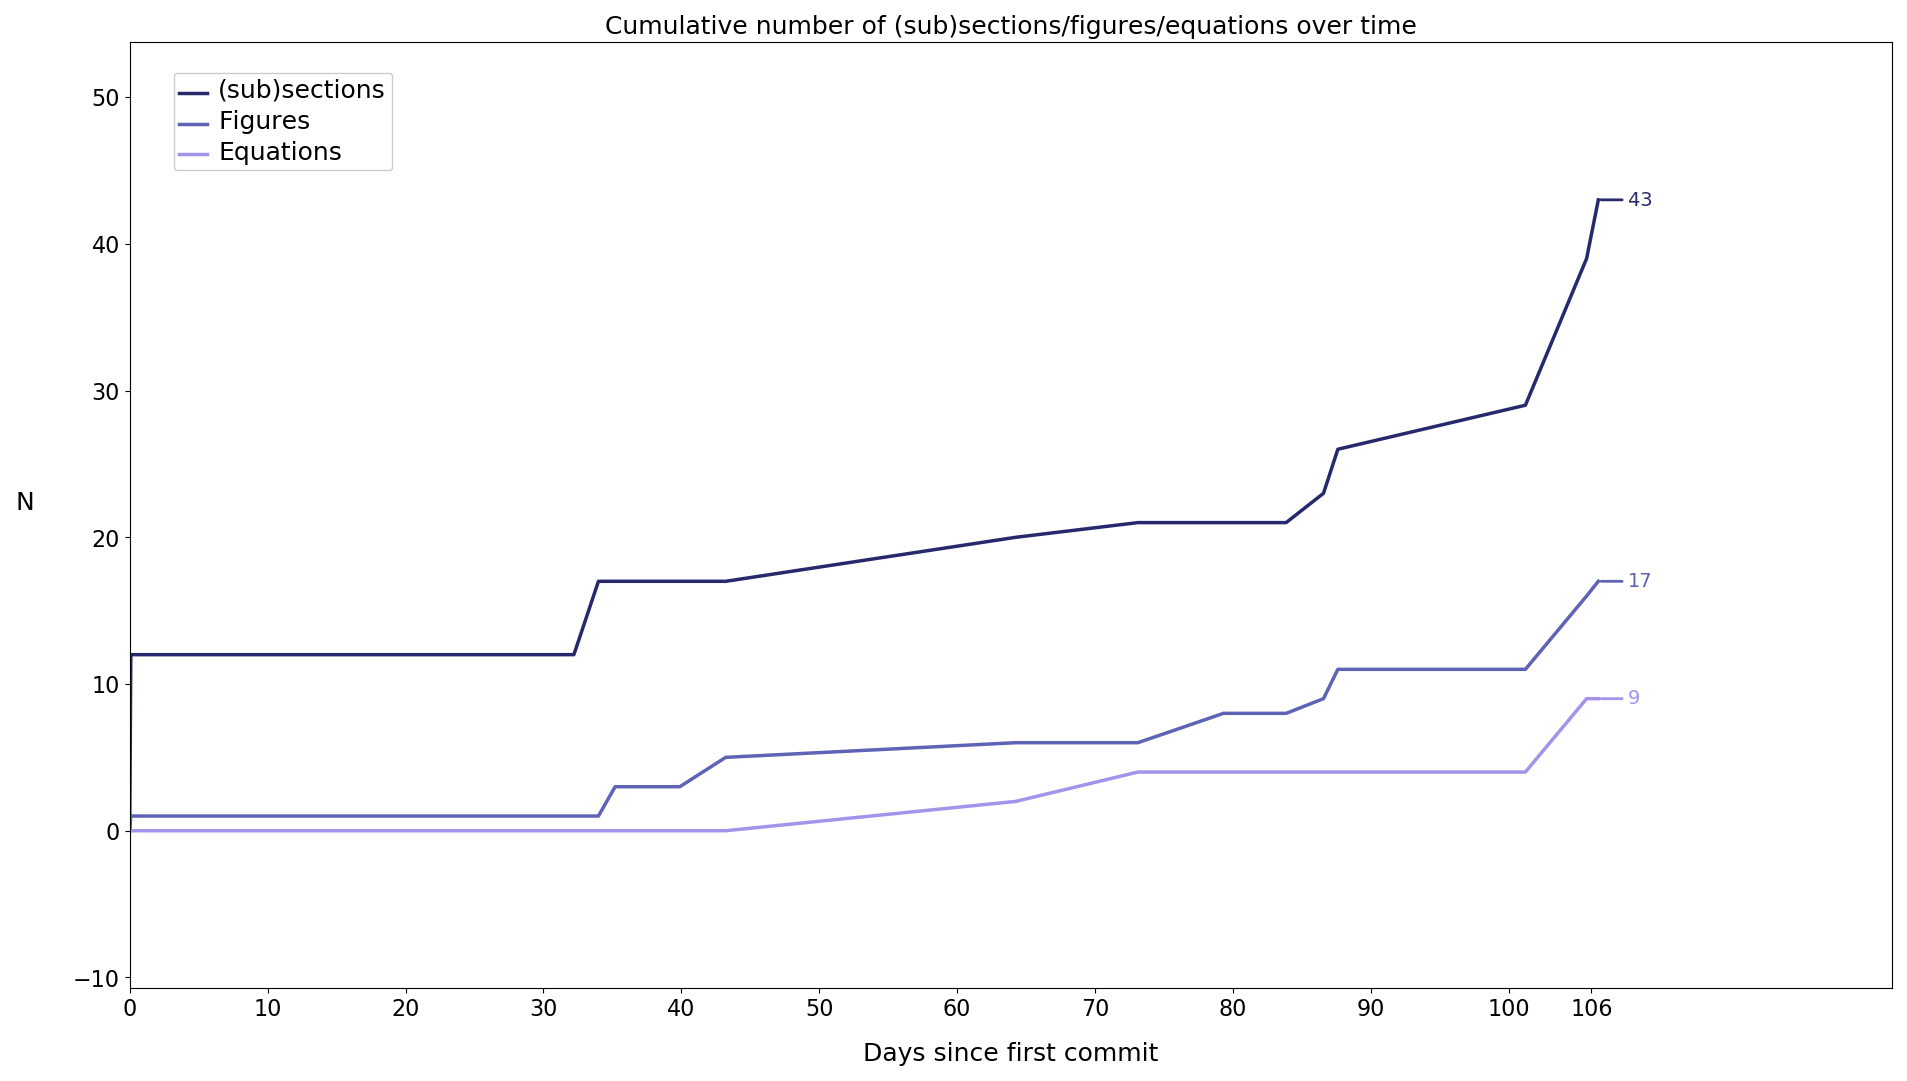 Cumulative number of (sub)sections/figures/equations over time
(sub)sections
Figures
Equations
50
40
30
20
10
0
−10
N
43
17
9
0 10 20 30 40 50 60 70 80 90 100 106
Days since first commit